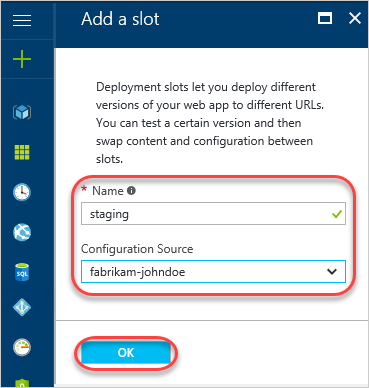 Add a slot
Deployment slots let you deploy different
versions of your web app to different URLs.
You can test a certain version and then
swap content and configuration between
slots.
* Name
staging
Configuration Source
fabrikam-johndoe
OK
SQL